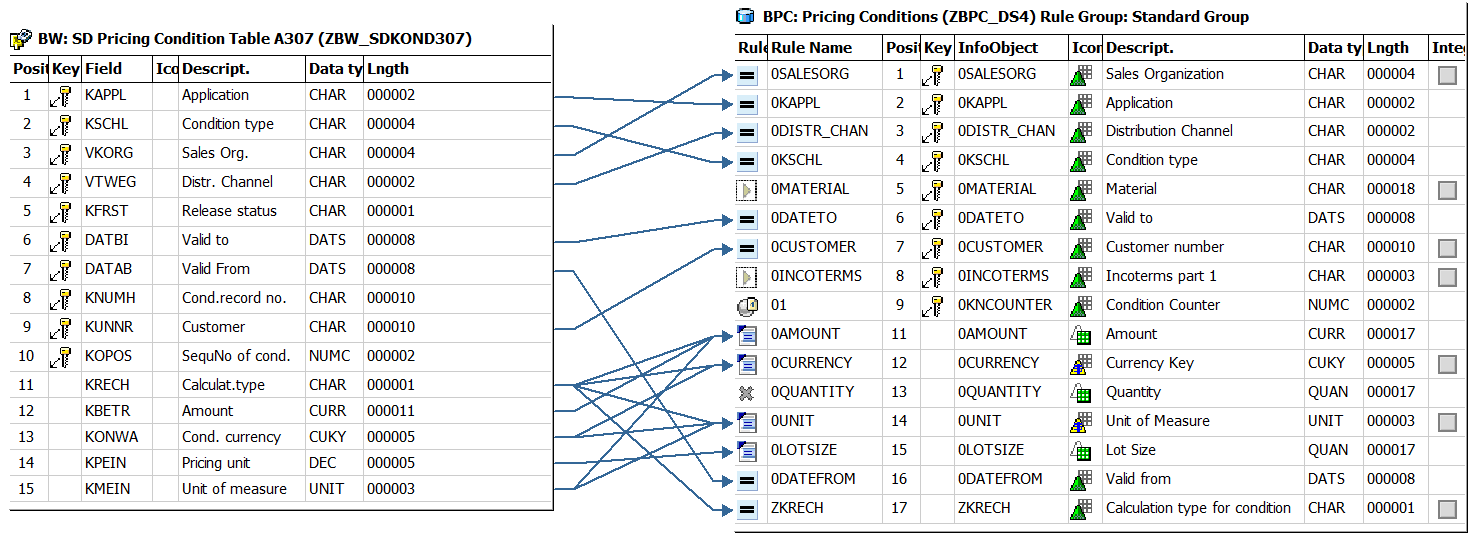 BW: SD Pricing Condition Table A307 (ZBW_SDKOND307)
Posit Key Field Ico Descript. Data ty Lngth
1 KAPPL Application CHAR 000002
2 KSCHL Condition type CHAR 000004
3 VKORG Sales Org. CHAR 000004
4 VTWEG Distr. Channel CHAR 000002
5 KFRST Release status CHAR 000001
6 DATBI Valid to DATS 000008
7 DATAB Valid From DATS 000008
8 KNUMH Cond.record no. CHAR 000010
9 KUNNR Customer CHAR 000010
10 KOPOS SequNo of cond. NUMC 000002
11 KRECH Calculat.type CHAR 000001
12 KBETR Amount CURR 000011
13 KONWA Cond. currency CUKY 000005
14 KPEIN Pricing unit DEC 000005
15 KMEIN Unit of measure UNIT 000003
BPC: Pricing Conditions (ZBPC_DS4) Rule Group: Standard Group
Rule Rule Name Posi Key InfoObject Icon Descript. Data ty Lngth Integ
0SALESORG 1 0SALESORG Sales Organization CHAR 000004
0KAPPL 2 0KAPPL Application CHAR 000002
0DISTR_CHAN 3 0DISTR_CHAN Distribution Channel CHAR 000002
0KSCHL 4 0KSCHL Condition type CHAR 000004
0MATERIAL 5 0MATERIAL Material CHAR 000018
0DATETO 6 0DATETO Valid to DATS 000008
0CUSTOMER 7 0CUSTOMER Customer number CHAR 000010
0INCOTERMS 8 0INCOTERMS Incoterms part 1 CHAR 000003
01 9 0KNCOUNTER Condition Counter NUMC 000002
0AMOUNT 11 0AMOUNT Amount CURR 000017
0CURRENCY 12 0CURRENCY Currency Key CUKY 000005
0QUANTITY 13 0QUANTITY Quantity QUAN 000017
0UNIT 14 0UNIT Unit of Measure UNIT 000003
0LOTSIZE 15 0LOTSIZE Lot Size QUAN 000017
0DATEFROM 16 0DATEFROM Valid from DATS 000008
ZKRECH 17 ZKRECH Calculation type for condition CHAR 000001